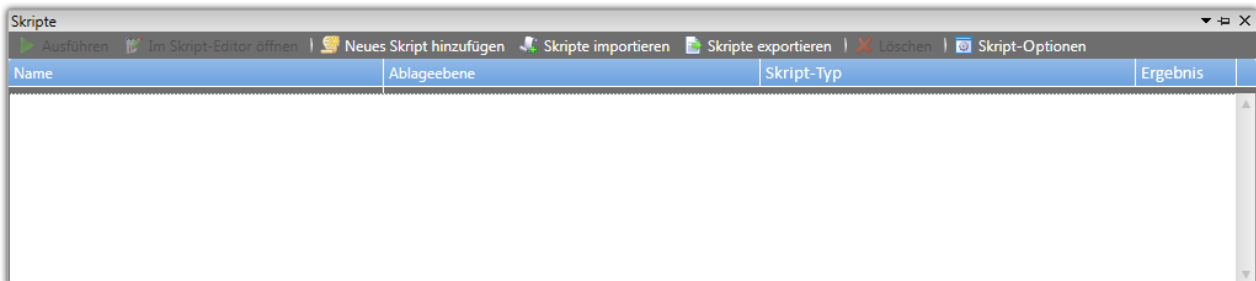 Skripte
Ausführen Im Skript-Editor öffnen Neues Skript hinzufügen Skripte importieren Skripte exportieren Löschen Skript-Optionen
Name Ablageebene Skript-Typ Ergebnis